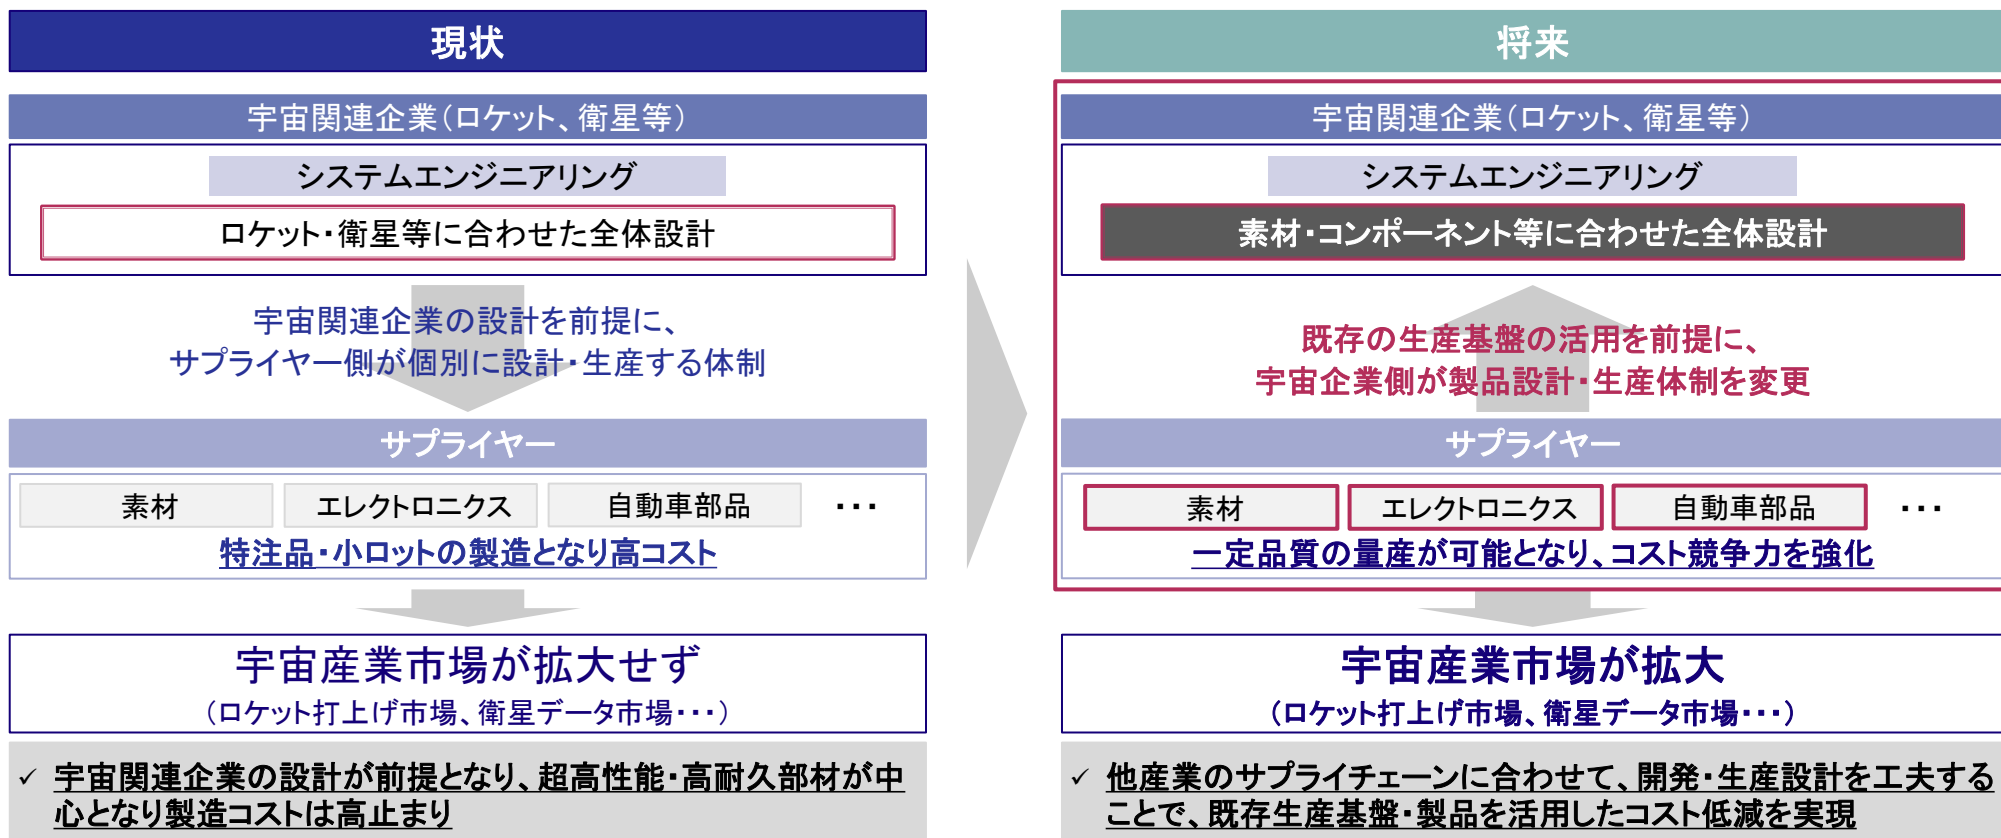 現状
宇宙関連企業（ロケット、衛星等）
システムエンジニアリング
ロケット・衛星等に合わせた全体設計
宇宙関連企業の設計を前提に、
サプライヤー側が個別に設計・生産する体制
サプライヤー
素材
エレクトロニクス
自動車部品
・・・
特注品・小ロットの製造となり高コスト
宇宙産業市場が拡大せず
（ロケット打上げ市場、衛星データ市場・・・）
✓ 宇宙関連企業の設計が前提となり、超高性能・高耐久部材が中
心となり製造コストは高止まり
将来
宇宙関連企業（ロケット、衛星等）
システムエンジニアリング
素材・コンポーネント等に合わせた全体設計
既存の生産基盤の活用を前提に、
宇宙企業側が製品設計・生産体制を変更
サプライヤー
素材
エレクトロニクス
自動車部品
・・・
一定品質の量産が可能となり、コスト競争力を強化
宇宙産業市場が拡大
（ロケット打上げ市場、衛星データ市場・・・）
✓ 他産業のサプライチェーンに合わせて、開発・生産設計を工夫する
ことで、既存生産基盤・製品を活用したコスト低減を実現